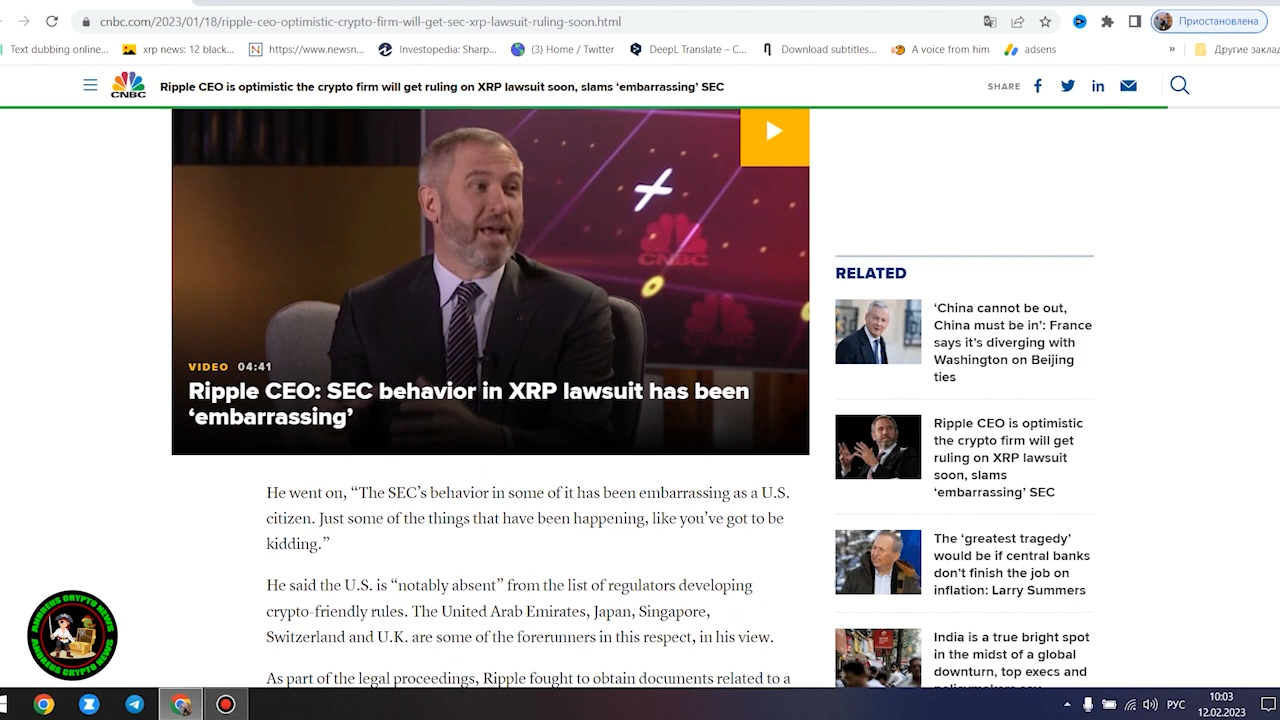 cnbc.com/2023/01/18/ripple-ceo-optimistic-crypto-firm-will-get-sec-xrp-lawsuit-ruling-soon.html
Приостановлена
Text dubbing online...
xrp news: 12 black...
https://www.newsn...
Investopedia: Sharp...
(3) Home / Twitter
DeepL Translate – C...
Download subtitles...
A voice from him
adsens
»
Другие закла
CNBC
Ripple CEO is optimistic the crypto firm will get ruling on XRP lawsuit soon, slams ‘embarrassing’ SEC
SHARE
CNBC
VIDEO 04:41
Ripple CEO: SEC behavior in XRP lawsuit has been
‘embarrassing’
He went on, “The SEC’s behavior in some of it has been embarrassing as a U.S.
citizen. Just some of the things that have been happening, like you’ve got to be
kidding.”
He said the U.S. is “notably absent” from the list of regulators developing
crypto-friendly rules. The United Arab Emirates, Japan, Singapore,
Switzerland and U.K. are some of the forerunners in this respect, in his view.
As part of the legal proceedings, Ripple fought to obtain documents related to a
RELATED
‘China cannot be out,
China must be in’: France
says it’s diverging with
Washington on Beijing
ties
Ripple CEO is optimistic
the crypto firm will get
ruling on XRP lawsuit
soon, slams
‘embarrassing’ SEC
The ‘greatest tragedy’
would be if central banks
don’t finish the job on
inflation: Larry Summers
India is a true bright spot
in the midst of a global
downturn, top execs and
ANDREUS CRYPTO NEWS
ANDREUS CRYPTO NEWS
РУС
10:03
12.02.2023